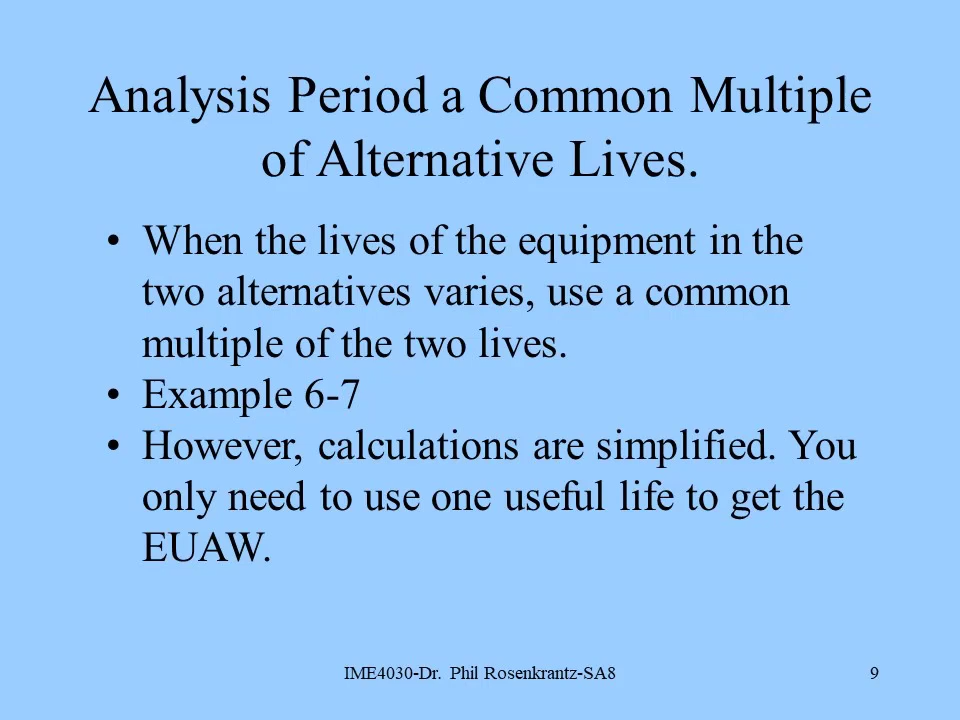 Analysis Period a Common Multiple
of Alternative Lives.
• When the lives of the equipment in the
two alternatives varies, use a common
multiple of the two lives.
• Example 6-7
• However, calculations are simplified. You
only need to use one useful life to get the
EUAW.
IME4030-Dr. Phil Rosenkrantz-SA8
9